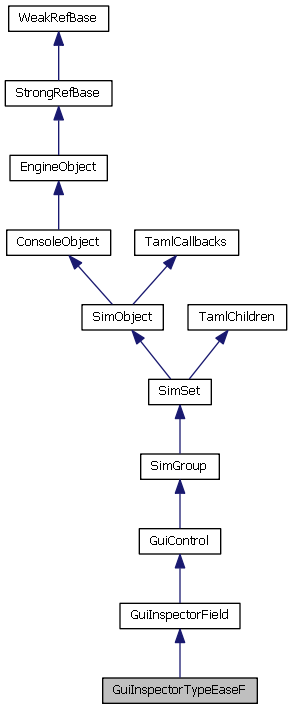 WeakRefBase
StrongRefBase
EngineObject
ConsoleObject
TamlCallbacks
SimObject
TamlChildren
SimSet
SimGroup
GuiControl
GuiInspectorField
GuiInspectorTypeEaseF